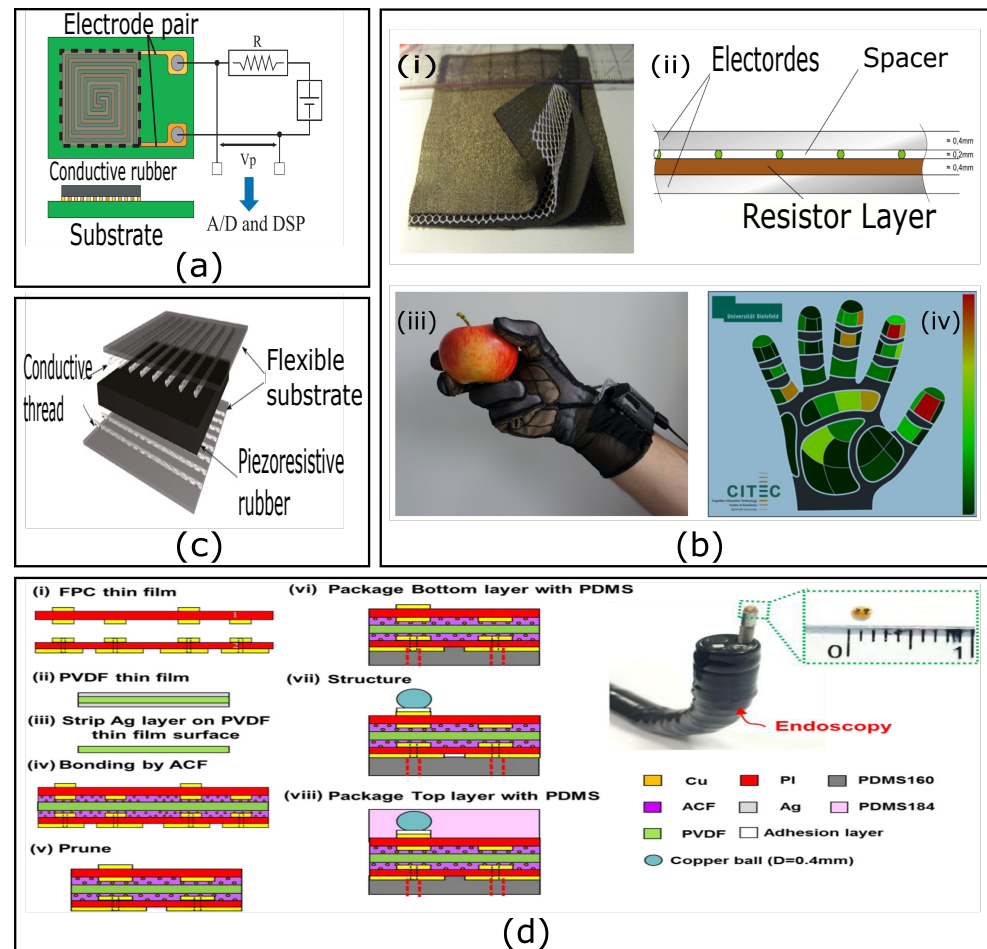 Electrode pair
R
Vp
Conductive rubber
Substrate
A/D and DSP
(a)
(i)
(ii)
Electordes
Spacer
≈ 0,4mm
≈ 0,2mm
≈ 0,4mm
Resistor Layer
(iii)
(iv)
Universität Bielefeld
CITEC
(b)
Conductive
thread
Flexible
substrate
Piezoresistive
rubber
(c)
(i) FPC thin film
1
2
(ii) PVDF thin film
(iii) Strip Ag layer on PVDF
thin film surface
(iv) Bonding by ACF
(v) Prune
(vi) Package Bottom layer with PDMS
(vii) Structure
(viii) Package Top layer with PDMS
0
1
Endoscopy
Cu
PI
PDMS160
ACF
Ag
PDMS184
PVDF
Adhesion layer
Copper ball (D=0.4mm)
(d)